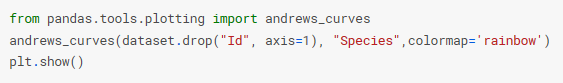 from pandas.tools.plotting import andrews_curves
andrews_curves(dataset.drop("Id", axis=1), "Species",colormap='rainbow')
plt.show()